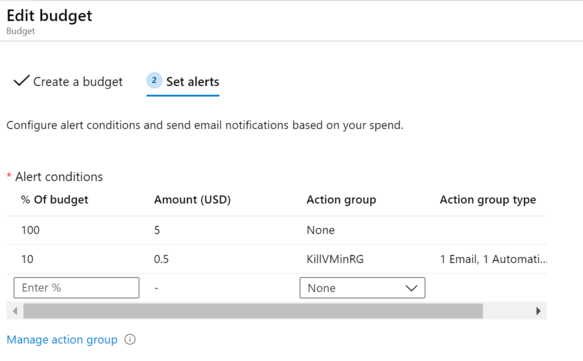 Edit budget
Budget
Create a budget
2 Set alerts
Configure alert conditions and send email notifications based on your spend.
* Alert conditions
% Of budget Amount (USD) Action group Action group type
100 5 None
10 0.5 KillVMinRG 1 Email, 1 Automati...
Enter % - None
Manage action group